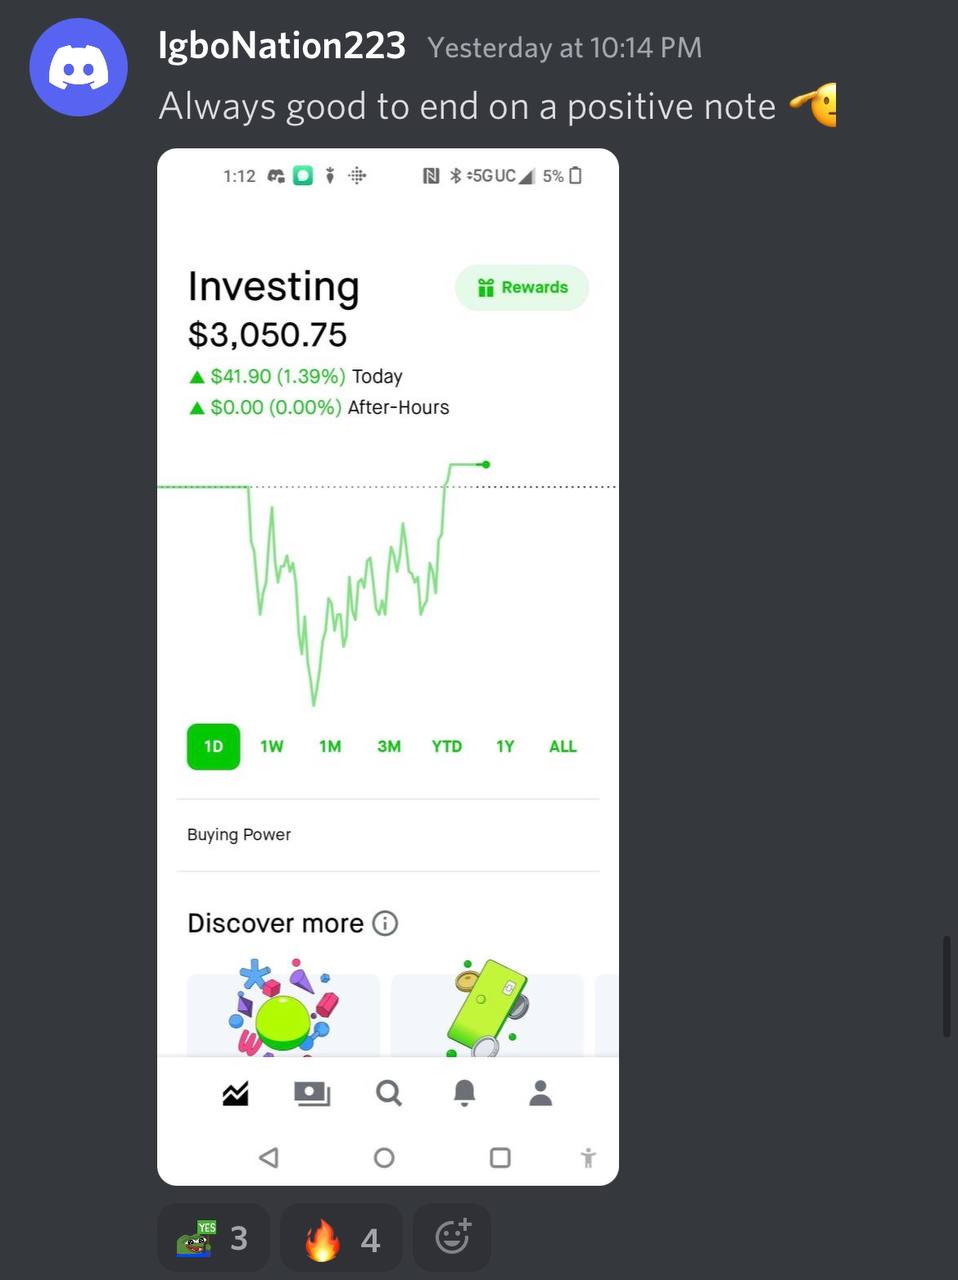 IgboNation223 Yesterday at 10:14 PM
Always good to end on a positive note
1:12 5G UC 5%
Investing
Rewards
$3,050.75
▲ $41.90 (1.39%) Today
▲ $0.00 (0.00%) After-Hours
1D 1W 1M 3M YTD 1Y ALL
Buying Power
Discover more
YES 3 4